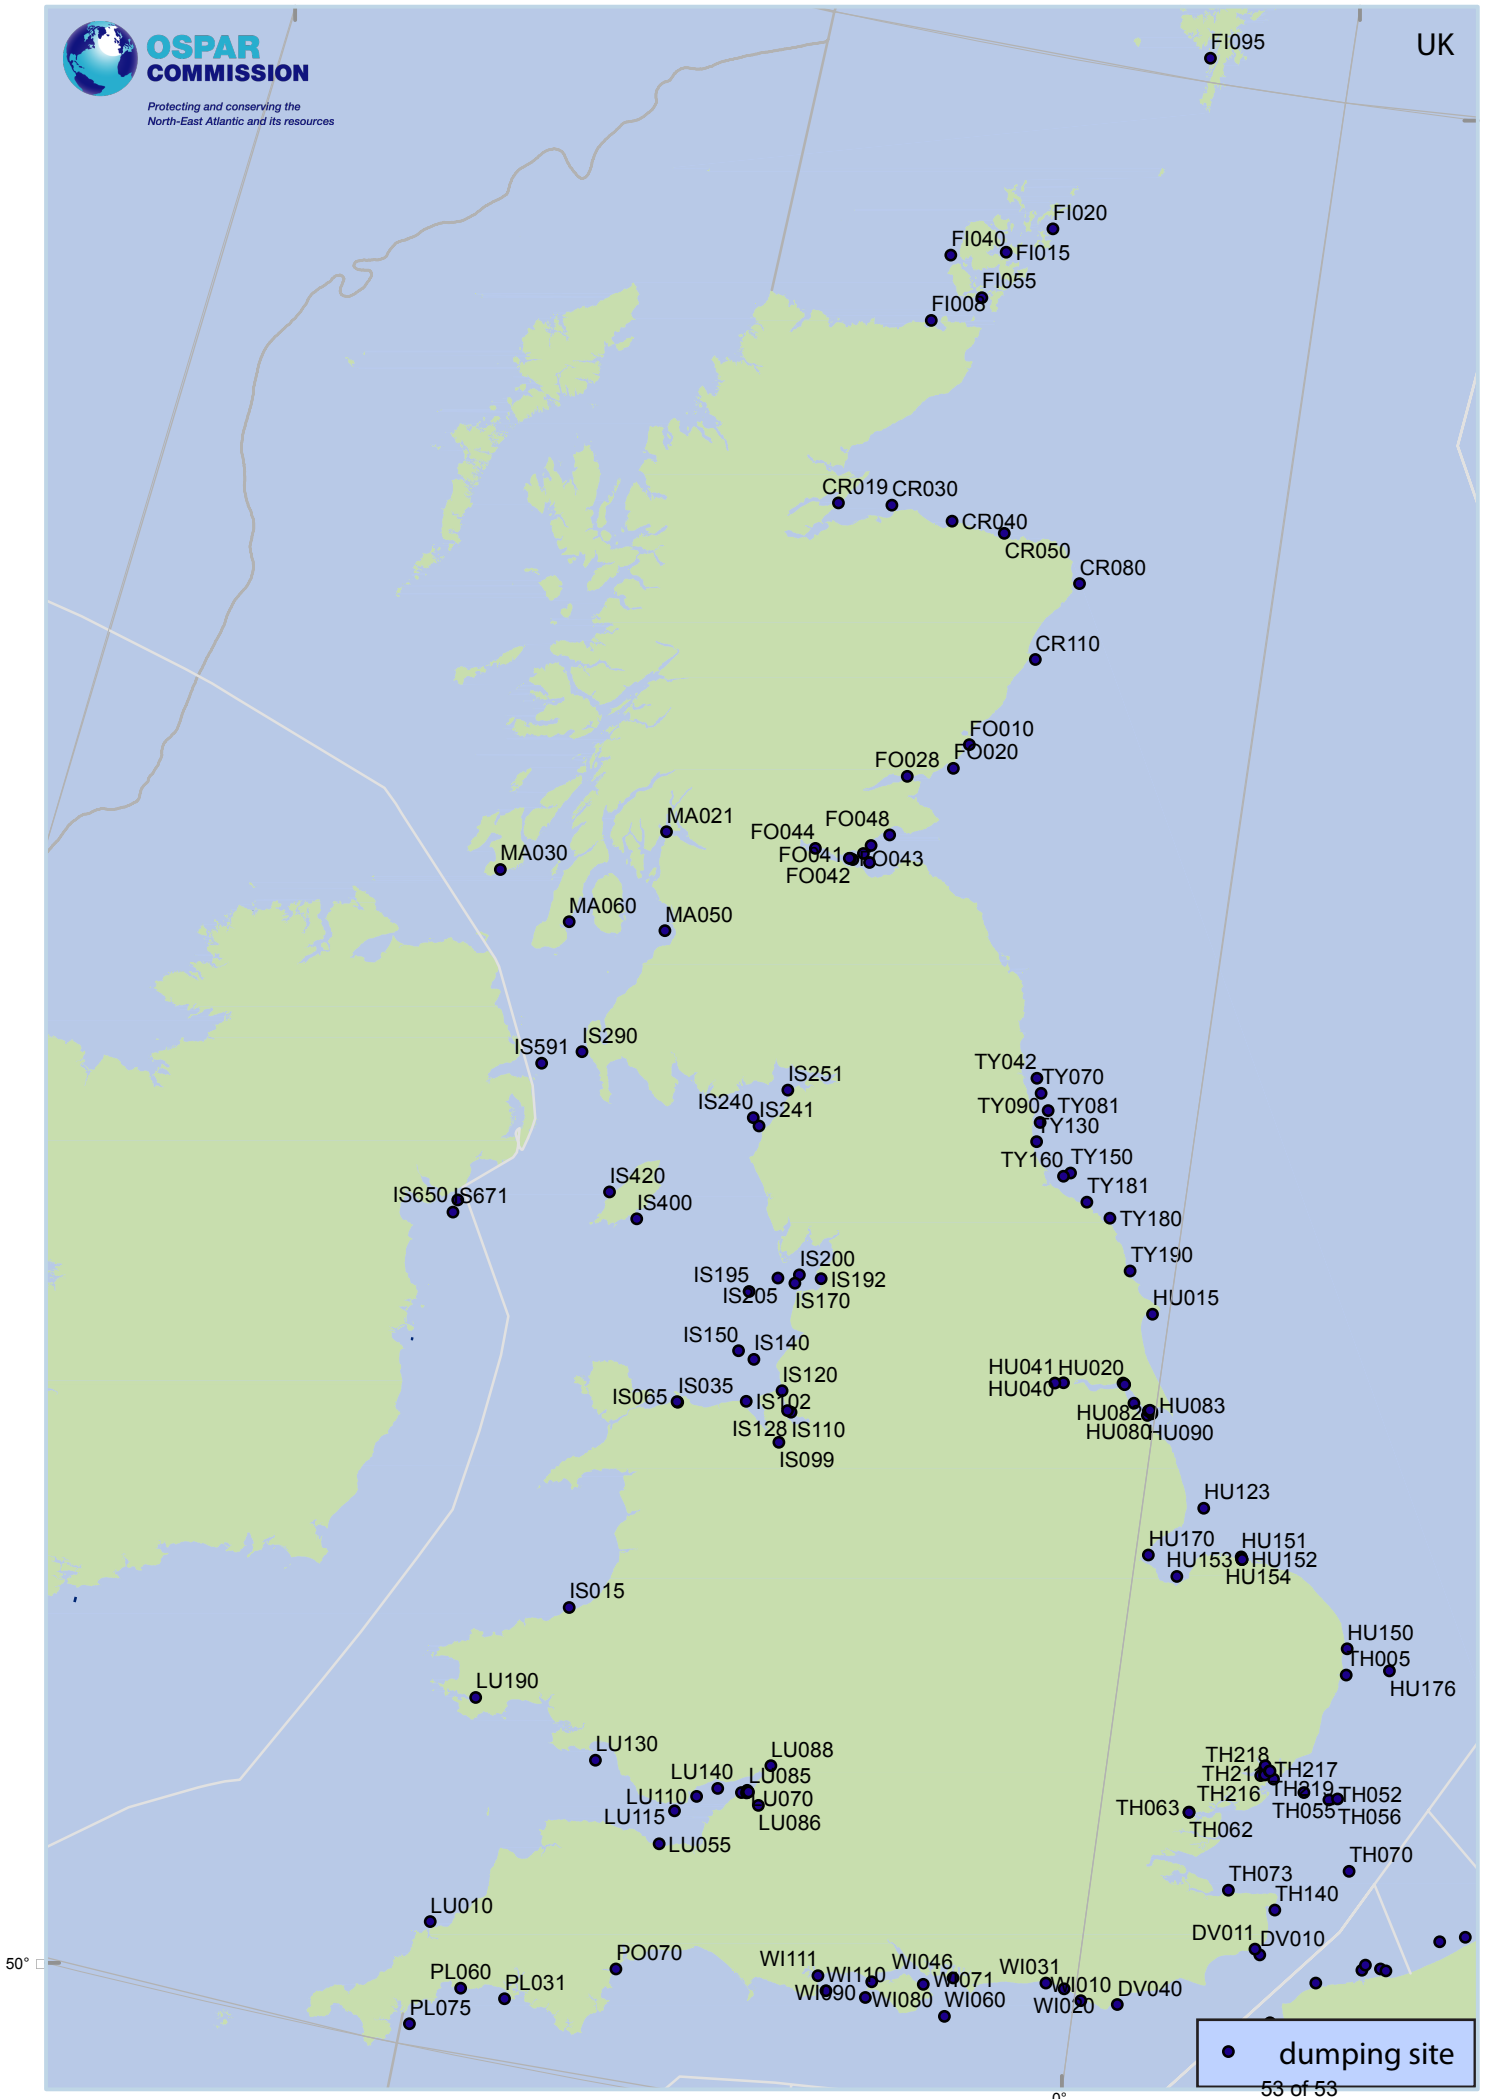 OSPAR
COMMISSION
Protecting and conserving the
North-East Atlantic and its resources
UK
FI095
FI020
FI040
FI015
FI055
FI008
CR019
CR030
CR040
CR050
CR080
CR110
FO010
FO020
FO028
MA021
FO048
FO044
MA030
FO041
FO043
FO042
MA060
MA050
IS290
IS591
TY042
IS251
TY070
IS240
IS241
TY090
TY081
TY130
TY160
TY150
IS420
TY181
IS650
IS671
IS400
TY180
TY190
IS200
IS195
IS192
IS205
IS170
HU015
IS150
IS140
HU041
HU020
IS120
HU040
IS065
IS035
IS102
HU083
HU082
IS128
IS110
HU080
HU090
IS099
HU123
HU170
HU151
HU153
HU152
HU154
IS015
HU150
TH005
LU190
HU176
LU130
LU088
TH218
LU140
LU085
TH217
LU110
LU070
TH216
TH219
TH052
LU115
LU086
TH063
TH055
TH056
LU055
TH062
TH070
TH073
LU010
TH140
DV011
DV010
50°
PO070
WI111
WI110
WI046
WI031
PL060
PL031
WI090
WI071
WI010
DV040
PL075
WI080
WI060
WI020
dumping site
53 of 53
0°